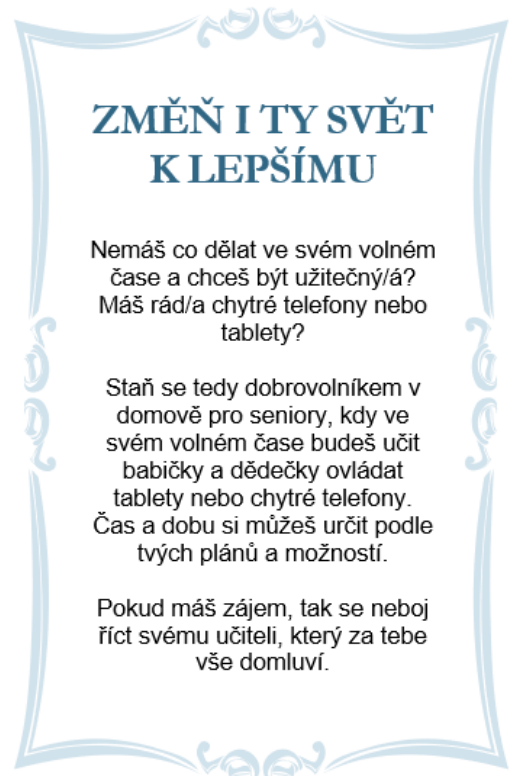 ZMĚŇ I TY SVĚT
K LEPŠÍMU
Nemáš co dělat ve svém volném
čase a chceš být užitečný/á?
Máš rád/a chytré telefony nebo
tablety?
Staň se tedy dobrovolníkem v
domově pro seniory, kdy ve
svém volném čase budeš učit
babičky a dědečky ovládat
tablety nebo chytré telefony.
Čas a dobu si můžeš určit podle
tvých plánů a možností.
Pokud máš zájem, tak se neboj
říct svému učiteli, který za tebe
vše domluví.